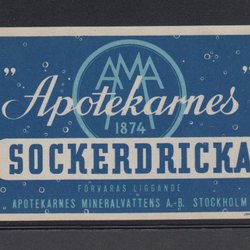 AMA
"Apotekarnes"
1874
SOCKERDRICKA
FÖRVARAS LIGGANDE
APOTEKARNES MINERALVATTENS A.-B. STOCKHOLM